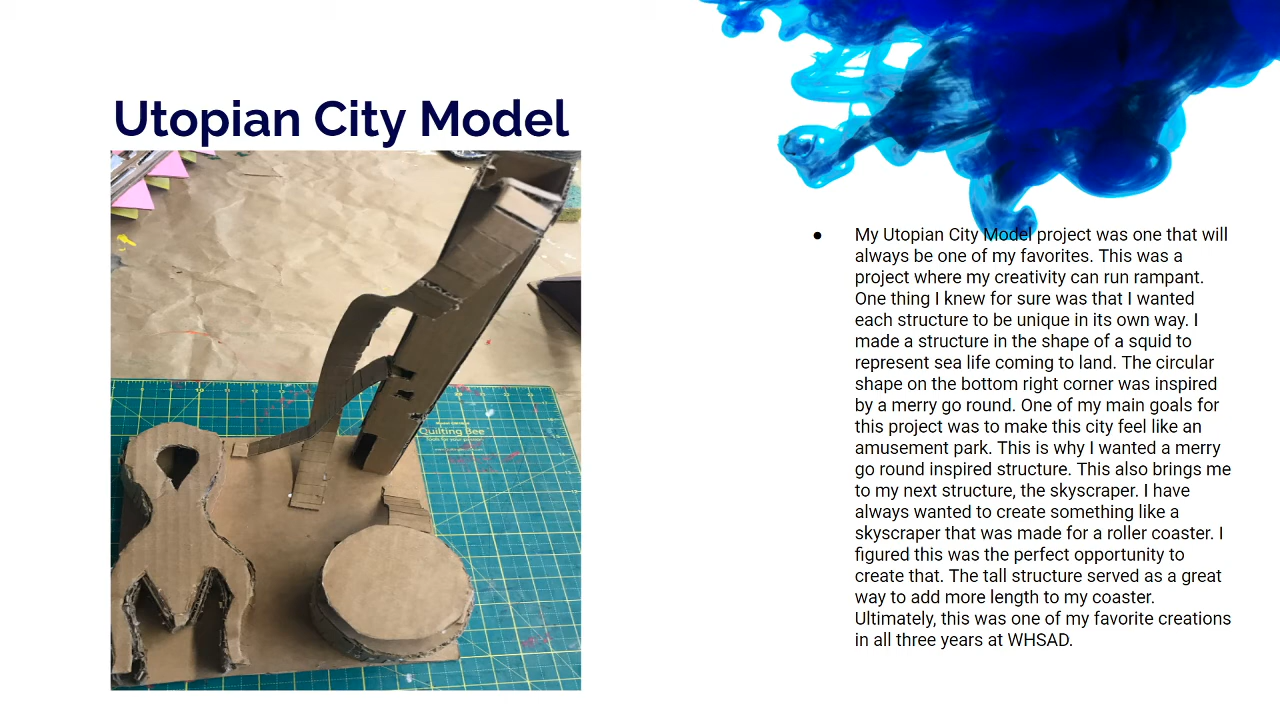 Utopian City Model
Quilting Bee
● My Utopian City Model project was one that will
always be one of my favorites. This was a
project where my creativity can run rampant.
One thing I knew for sure was that I wanted
each structure to be unique in its own way. I
made a structure in the shape of a squid to
represent sea life coming to land. The circular
shape on the bottom right corner was inspired
by a merry go round. One of my main goals for
this project was to make this city feel like an
amusement park. This is why I wanted a merry
go round inspired structure. This also brings me
to my next structure, the skyscraper. I have
always wanted to create something like a
skyscraper that was made for a roller coaster. I
figured this was the perfect opportunity to
create that. The tall structure served as a great
way to add more length to my coaster.
Ultimately, this was one of my favorite creations
in all three years at WHSAD.